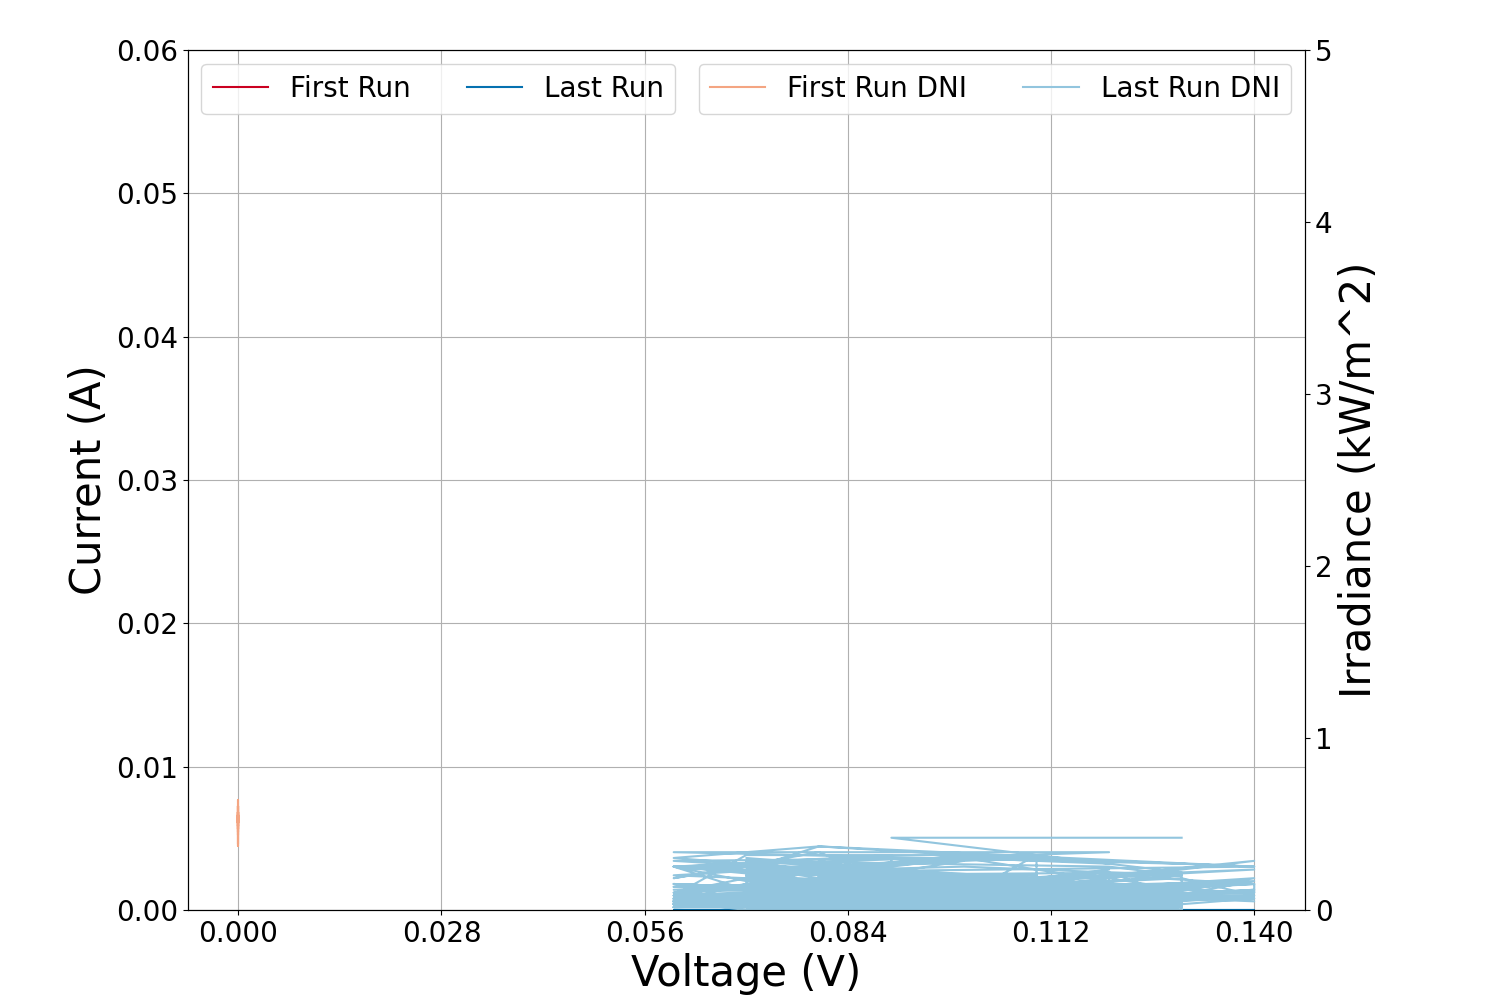 First Run
Last Run
First Run DNI
Last Run DNI
0.06
0.05
0.04
0.03
0.02
0.01
0.00
Current (A)
5
4
3
2
1
0
Irradiance (kW/m^2)
0.000 0.028 0.056 0.084 0.112 0.140
Voltage (V)